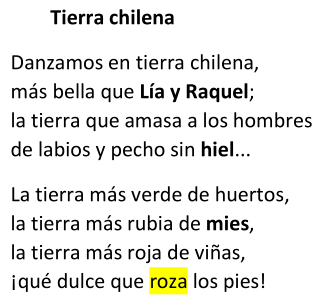 Tierra chilena
Danzamos en tierra chilena,
más bella que Lía y Raquel;
la tierra que amasa a los hombres
de labios y pecho sin hiel...
La tierra más verde de huertos,
la tierra más rubia de mies,
la tierra más roja de viñas,
¡qué dulce que roza los pies!